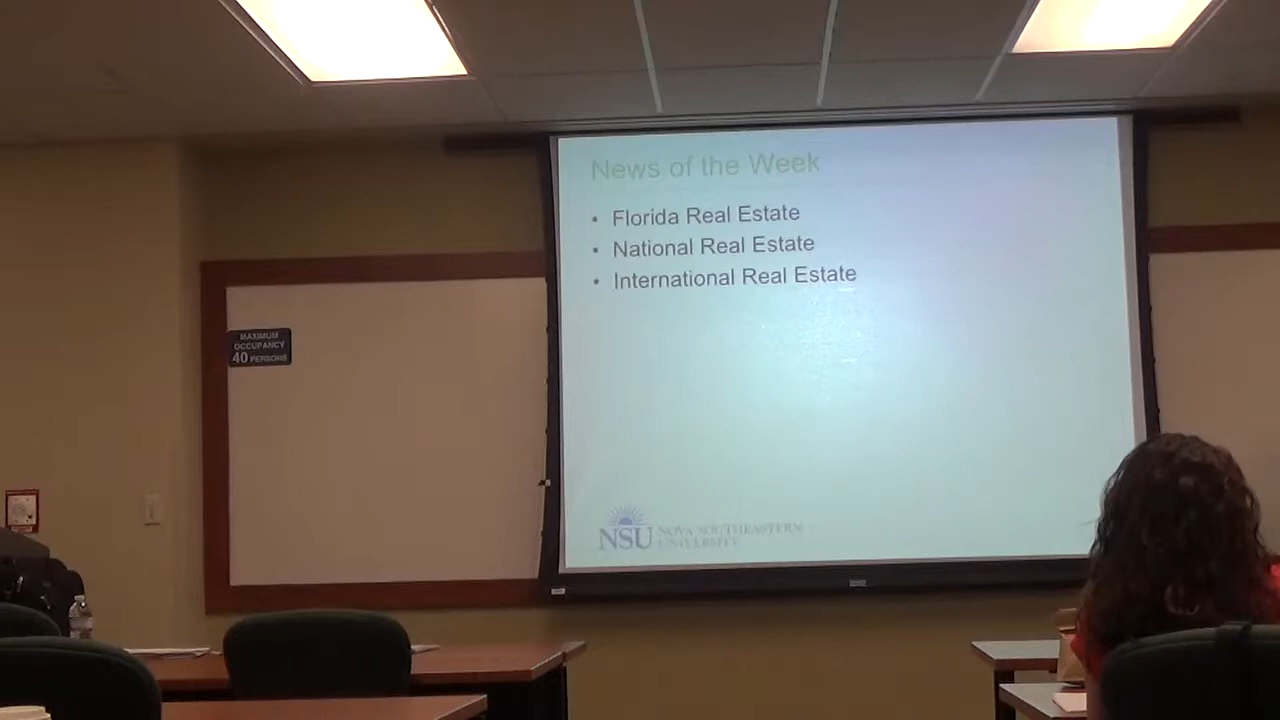 News of the Week
• Florida Real Estate
• National Real Estate
• International Real Estate
MAXIMUM
OCCUPANCY
40 PERSONS
NSU NOVA SOUTHEASTERN
UNIVERSITY